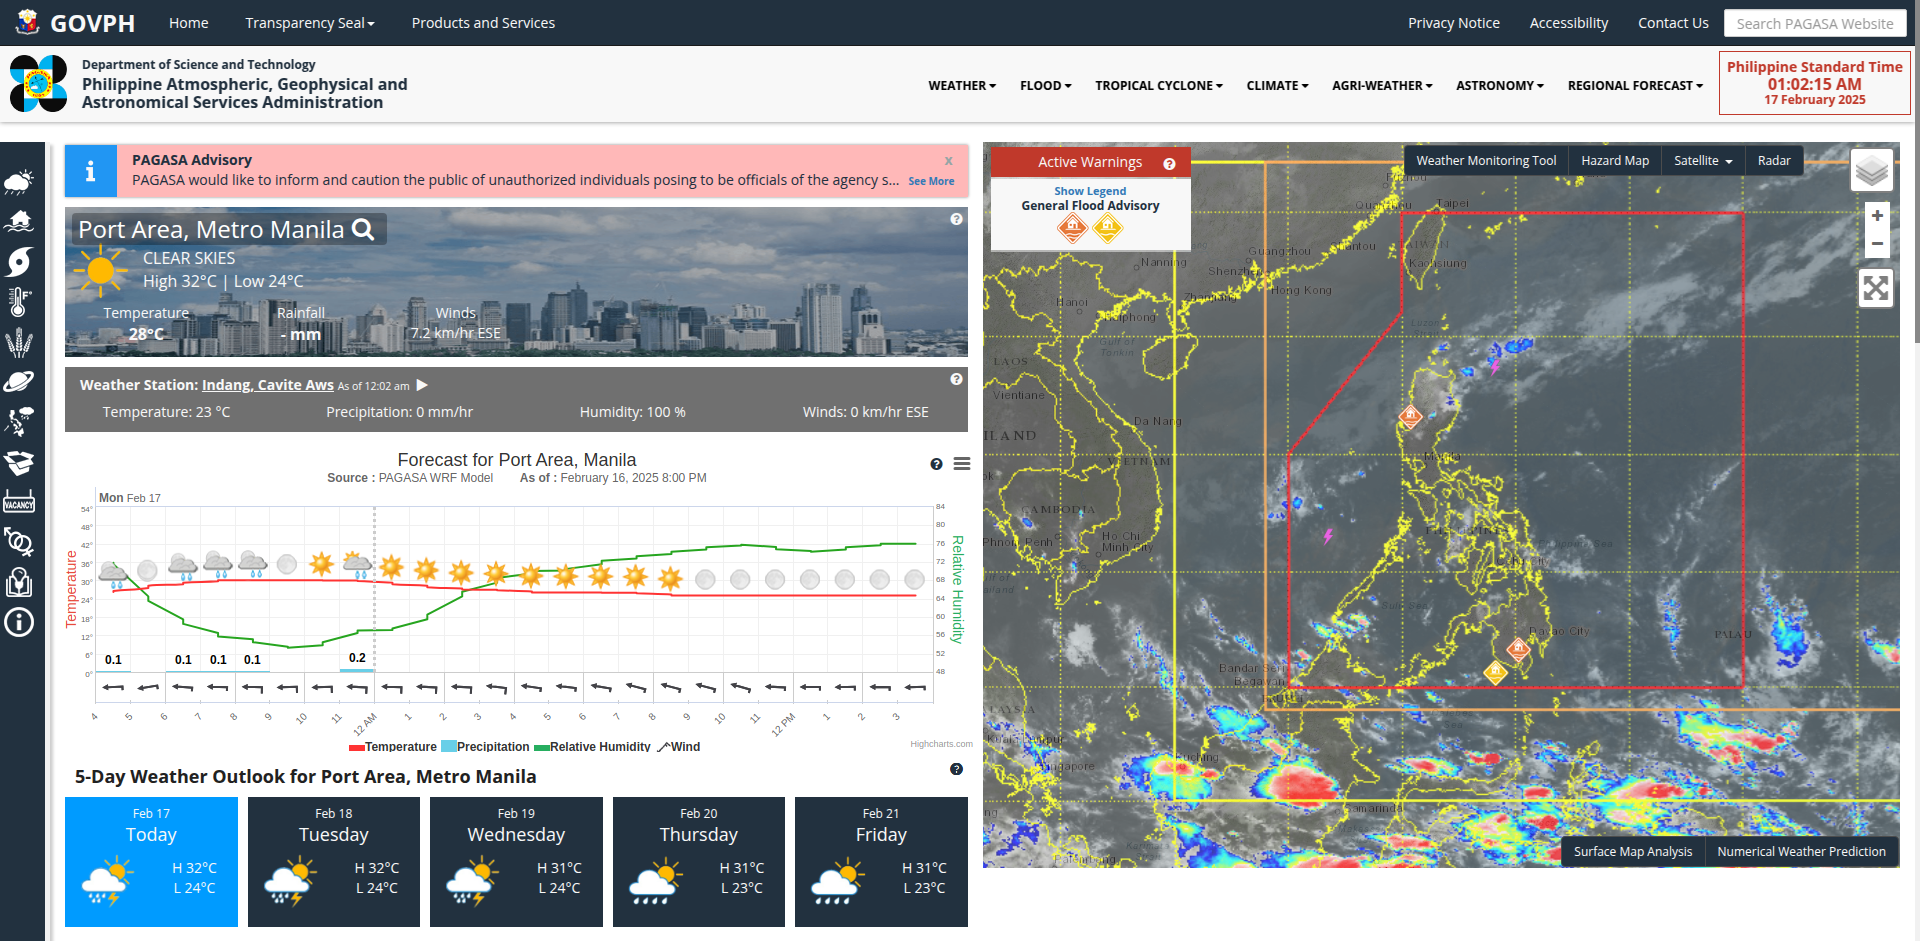 GOVPH
Home
Transparency Seal
Products and Services
Privacy Notice
Accessibility
Contact Us
Search PAGASA Website
Department of Science and Technology
Philippine Atmospheric, Geophysical and
Astronomical Services Administration
WEATHER
FLOOD
TROPICAL CYCLONE
CLIMATE
AGRI-WEATHER
ASTRONOMY
REGIONAL FORECAST
Philippine Standard Time
01:02:15 AM
17 February 2025
VACANCY
PAGASA Advisory
x
PAGASA would like to inform and caution the public of unauthorized individuals posing to be officials of the agency s... See More
Port Area, Metro Manila
CLEAR SKIES
High 32°C | Low 24°C
Temperature
28°C
Rainfall
- mm
Winds
7.2 km/hr ESE
Weather Station: Indang, Cavite Aws As of 12:02 am
Temperature: 23 °C
Precipitation: 0 mm/hr
Humidity: 100 %
Winds: 0 km/hr ESE
Forecast for Port Area, Manila
Source : PAGASA WRF Model As of : February 16, 2025 8:00 PM
Mon Feb 17
Temperature
54°
48°
42°
36°
30°
24°
18°
12°
6°
0°
84
80
76
72
68
64
60
56
52
48
Relative Humidity
0.1
0.1
0.1
0.1
0.2
4 5 6 7 8 9 10 11 12 AM 1 2 3 4 5 6 7 8 9 10 11 12 PM 1 2 3
Temperature Precipitation Relative Humidity Wind
Highcharts.com
5-Day Weather Outlook for Port Area, Metro Manila
Feb 17
Today
H 32°C
L 24°C
Feb 18
Tuesday
H 32°C
L 24°C
Feb 19
Wednesday
H 31°C
L 24°C
Feb 20
Thursday
H 31°C
L 23°C
Feb 21
Friday
H 31°C
L 23°C
Active Warnings
Show Legend
General Flood Advisory
Weather Monitoring Tool
Hazard Map
Satellite
Radar
+
−
Taipei
Guangzhou
Nanning
Shenzhen
Kaohsiung
Hong Kong
Hanoi
Gulf of
Tonkin
LAOS
Vientiane
Da Nang
VIETNAM
CAMBODIA
Phnom Penh
Ho Chi
Minh City
Davao City
PALAU
Bandar Seri
Begawan
Kuching
Singapore
Samarinda
Surface Map Analysis
Numerical Weather Prediction